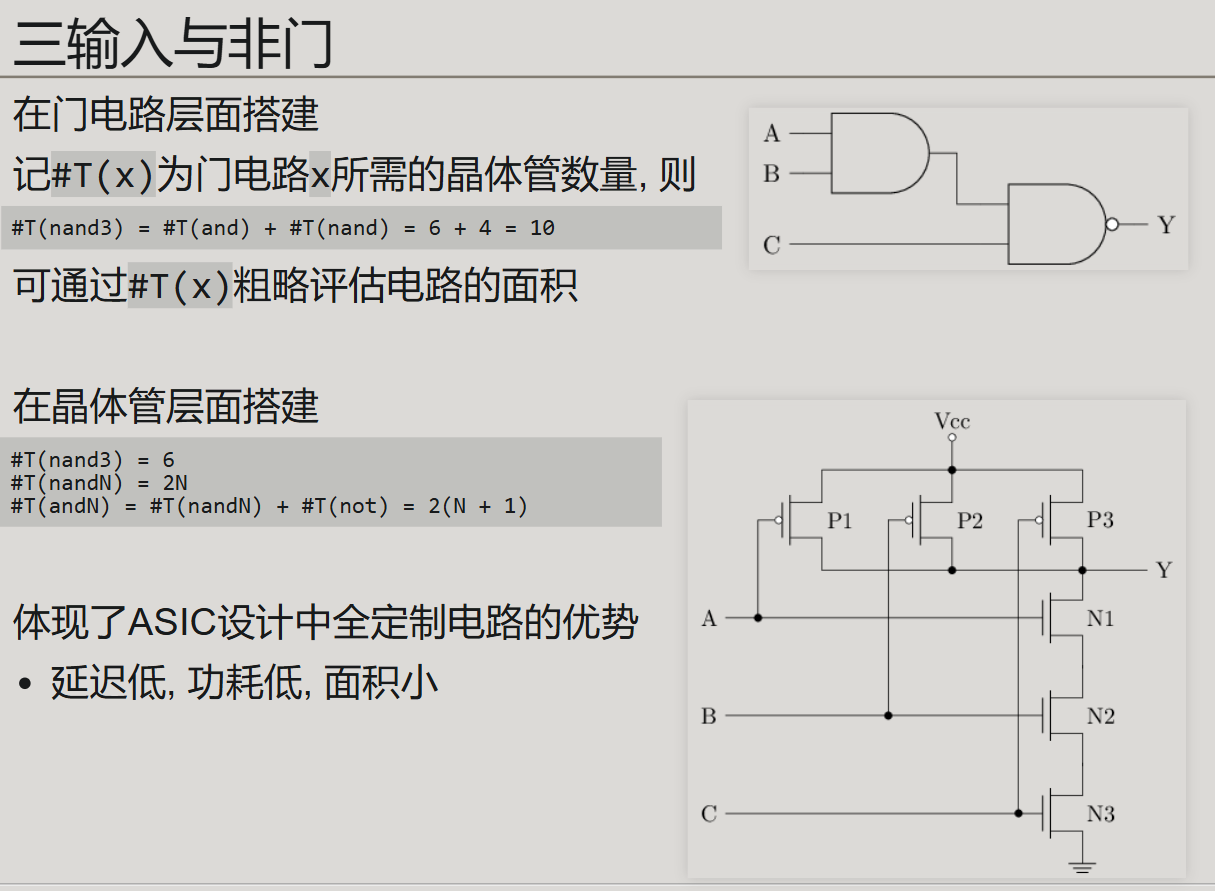 三输入与非门
在门电路层面搭建
记#T(x)为门电路x所需的晶体管数量, 则
#T(nand3) = #T(and) + #T(nand) = 6 + 4 = 10
可通过#T(x)粗略评估电路的面积
A
B
C
Y
在晶体管层面搭建
#T(nand3) = 6
#T(nandN) = 2N
#T(andN) = #T(nandN) + #T(not) = 2(N + 1)
体现了ASIC设计中全定制电路的优势
• 延迟低, 功耗低, 面积小
Vcc
P1 P2 P3
Y
A N1
B N2
C N3